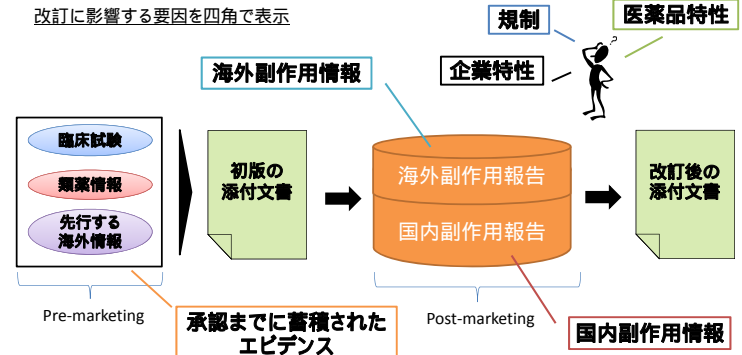 改訂に影響する要因を四角で表示
規制
医薬品特性
海外副作用情報
企業特性
臨床試験
類薬情報
先行する
海外情報
初版の
添付文書
海外副作用報告
国内副作用報告
改訂後の
添付文書
Pre-marketing
Post-marketing
承認までに蓄積された
エビデンス
国内副作用情報